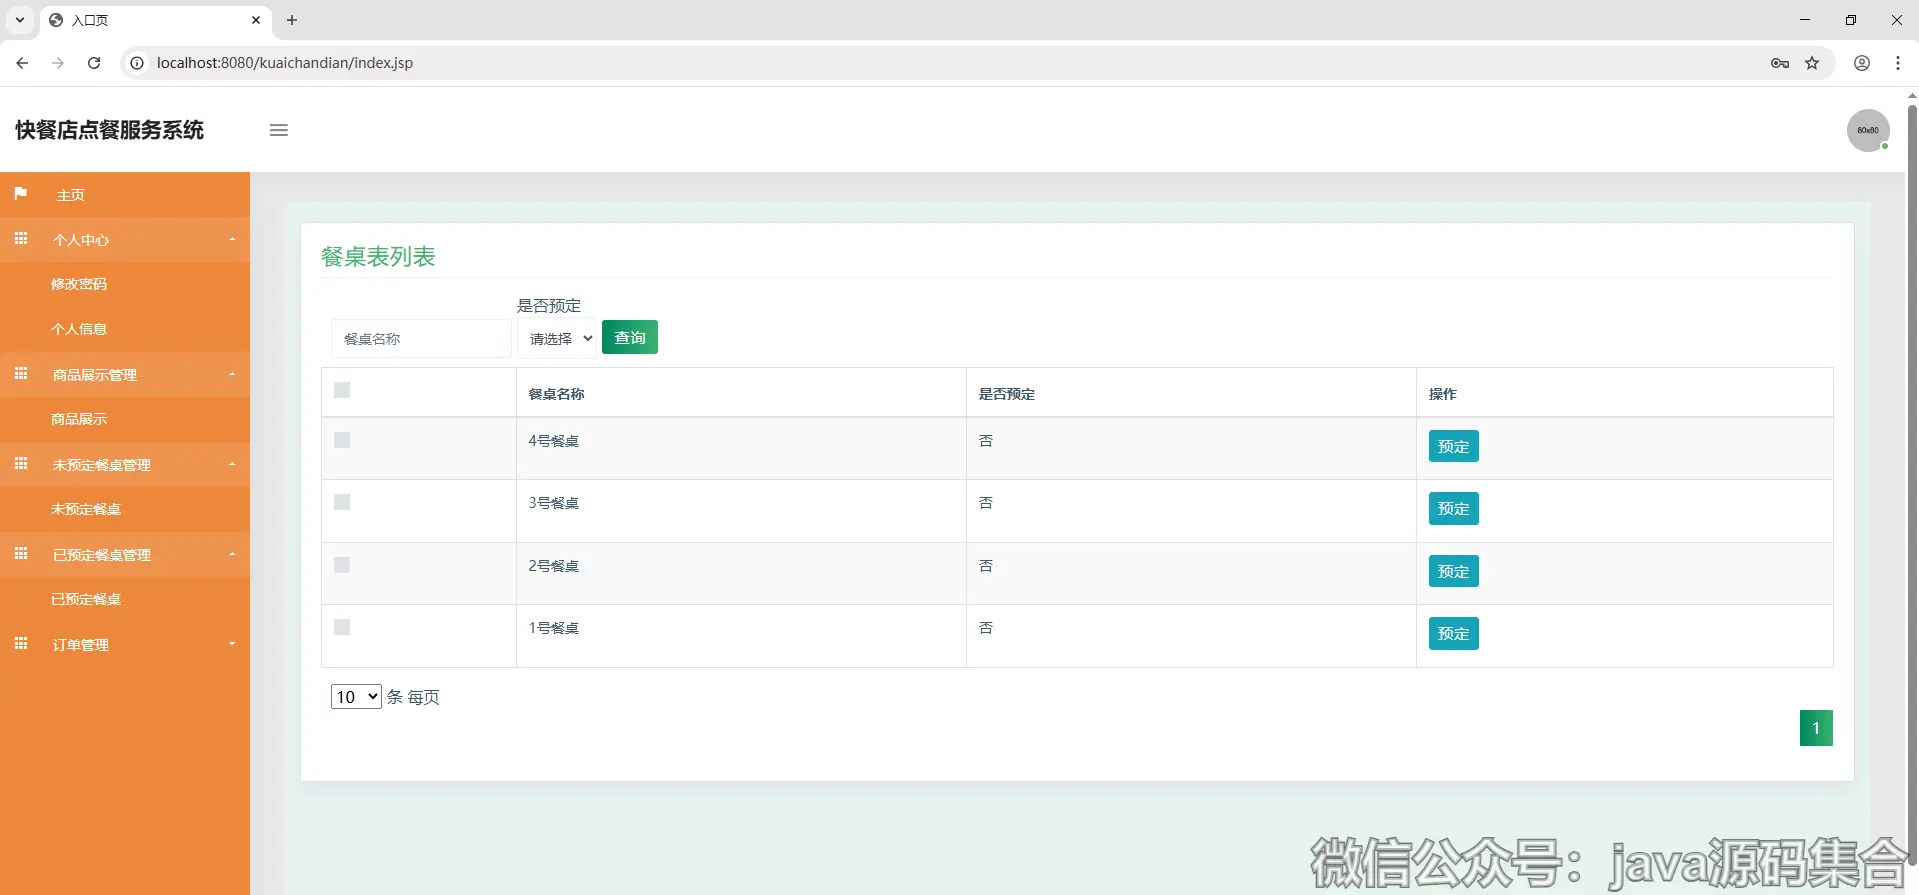 入口页
localhost:8080/kuaichandian/index.jsp
快餐店点餐服务系统
80x80
主页
个人中心
修改密码
个人信息
商品展示管理
商品展示
未预定餐桌管理
未预定餐桌
已预定餐桌管理
已预定餐桌
订单管理
餐桌表列表
是否预定
餐桌名称 请选择 查询
餐桌名称 是否预定 操作
4号餐桌 否 预定
3号餐桌 否 预定
2号餐桌 否 预定
1号餐桌 否 预定
10 条 每页
1
微信公众号：java源码集合